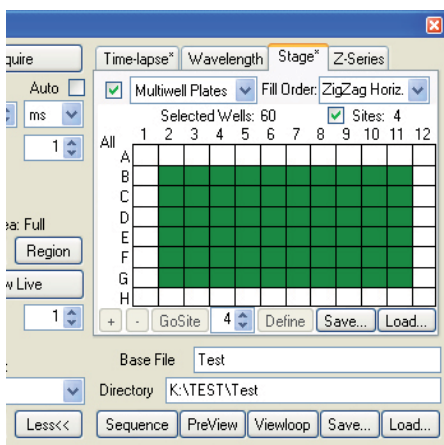 quire
Time-lapse* Wavelength Stage* Z-Series
Auto
Multiwell Plates Fill Order: ZigZag Horiz.
ms
Selected Wells: 60 Sites: 4
1
All 1 2 3 4 5 6 7 8 9 10 11 12
A
B
C
D
E
F
G
H
ea: Full
Region
w Live
1
+ - GoSite 4 Define Save... Load...
Base File Test
Directory K:\TEST\Test
Less<< Sequence PreView Viewloop Save... Load...